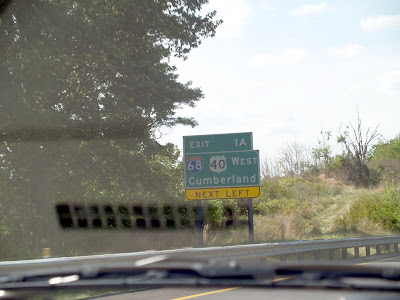 EXIT 1A
68 40 WEST
Cumberland
NEXT LEFT